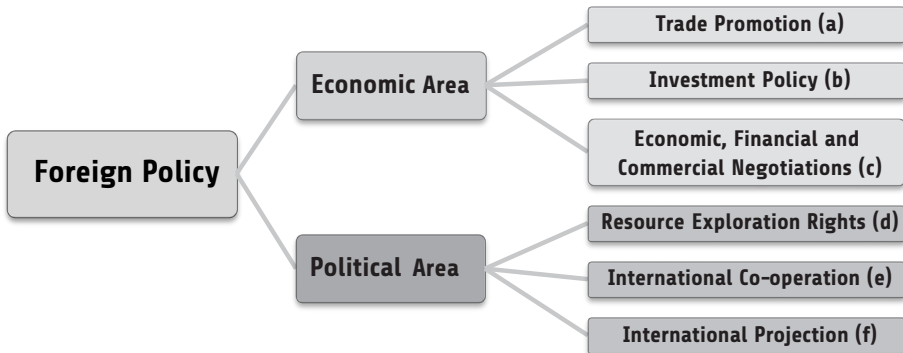 Foreign Policy
Economic Area
Trade Promotion (a)
Investment Policy (b)
Economic, Financial and
Commercial Negotiations (c)
Political Area
Resource Exploration Rights (d)
International Co-operation (e)
International Projection (f)